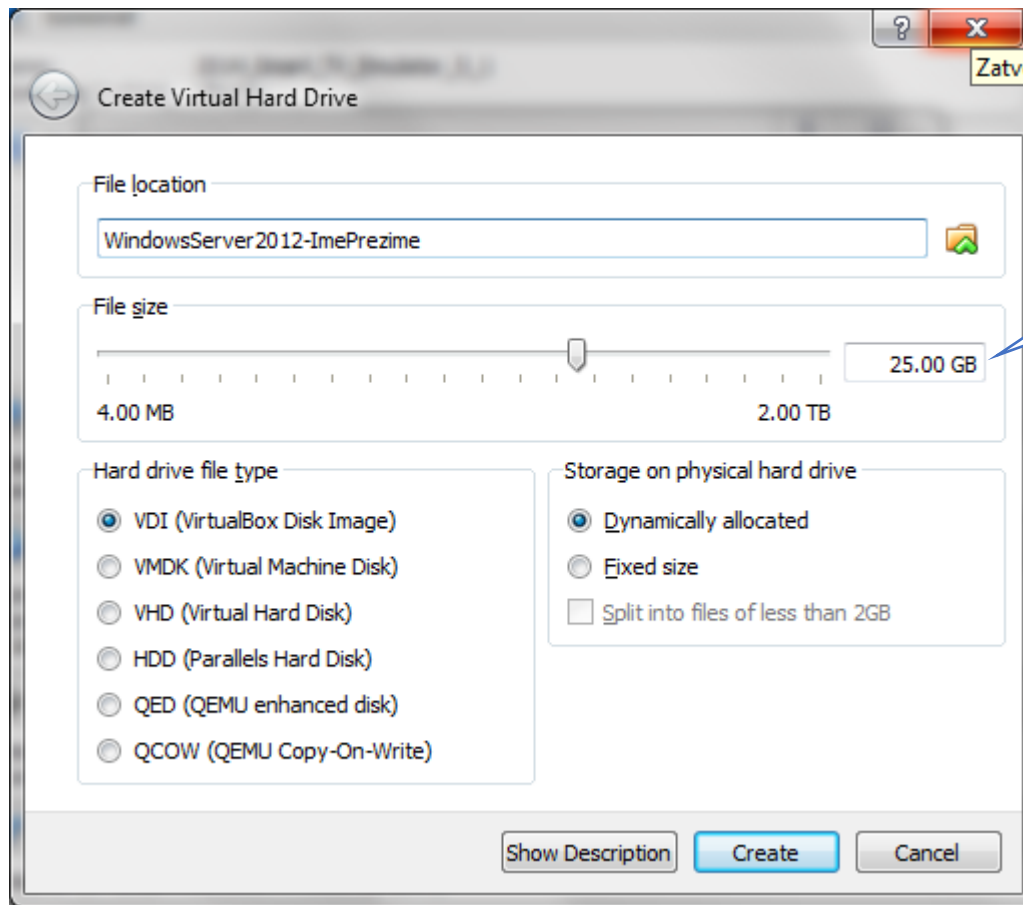 Zatv
Create Virtual Hard Drive
File location
WindowsServer2012-ImePrezime
File size
25.00 GB
4.00 MB
2.00 TB
Hard drive file type
VDI (VirtualBox Disk Image)
VMDK (Virtual Machine Disk)
VHD (Virtual Hard Disk)
HDD (Parallels Hard Disk)
QED (QEMU enhanced disk)
QCOW (QEMU Copy-On-Write)
Storage on physical hard drive
Dynamically allocated
Fixed size
Split into files of less than 2GB
Show Description
Create
Cancel